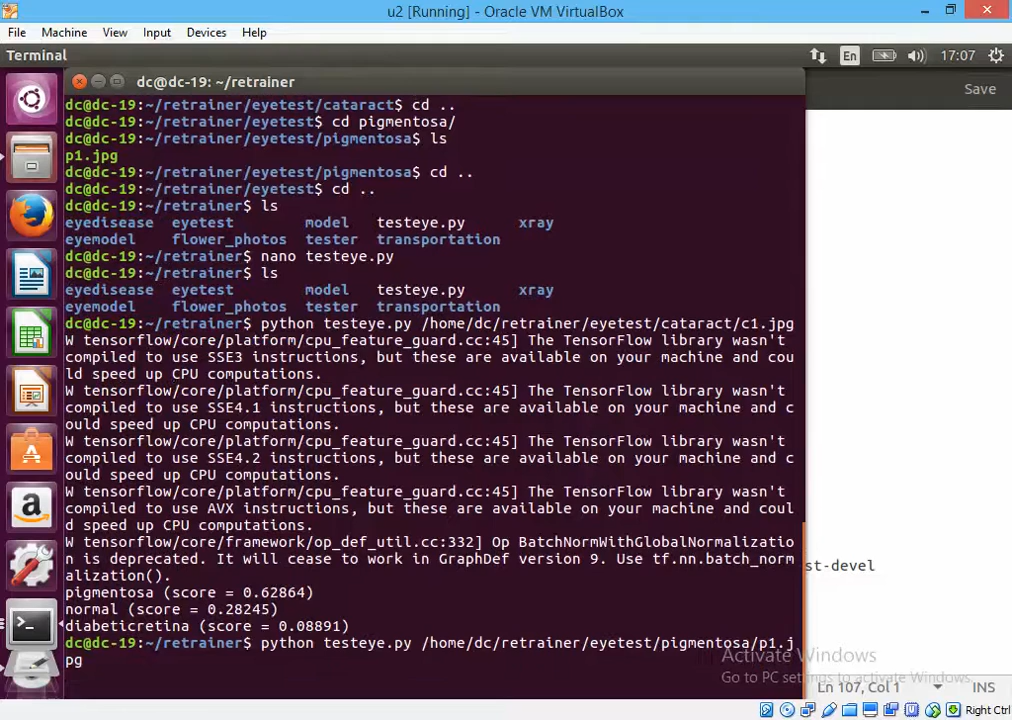 u2 [Running] - Oracle VM VirtualBox
File Machine View Input Devices Help
Terminal En 17:07
dc@dc-19: ~/retrainer
Save
dc@dc-19:~/retrainer/eyetest/cataract$ cd ..
dc@dc-19:~/retrainer/eyetest$ cd pigmentosa/
dc@dc-19:~/retrainer/eyetest/pigmentosa$ ls
p1.jpg
dc@dc-19:~/retrainer/eyetest/pigmentosa$ cd ..
dc@dc-19:~/retrainer/eyetest$ cd ..
dc@dc-19:~/retrainer$ ls
eyedisease eyetest model testeye.py xray
eyemodel flower_photos tester transportation
dc@dc-19:~/retrainer$ nano testeye.py
dc@dc-19:~/retrainer$ ls
eyedisease eyetest model testeye.py xray
eyemodel flower_photos tester transportation
dc@dc-19:~/retrainer$ python testeye.py /home/dc/retrainer/eyetest/cataract/c1.jpg
W tensorflow/core/platform/cpu_feature_guard.cc:45] The TensorFlow library wasn't
compiled to use SSE3 instructions, but these are available on your machine and cou
ld speed up CPU computations.
W tensorflow/core/platform/cpu_feature_guard.cc:45] The TensorFlow library wasn't
compiled to use SSE4.1 instructions, but these are available on your machine and c
ould speed up CPU computations.
W tensorflow/core/platform/cpu_feature_guard.cc:45] The TensorFlow library wasn't
compiled to use SSE4.2 instructions, but these are available on your machine and c
ould speed up CPU computations.
W tensorflow/core/platform/cpu_feature_guard.cc:45] The TensorFlow library wasn't
compiled to use AVX instructions, but these are available on your machine and coul
d speed up CPU computations.
W tensorflow/core/framework/op_def_util.cc:332] Op BatchNormWithGlobalNormalizatio
n is deprecated. It will cease to work in GraphDef version 9. Use tf.nn.batch_norm
alization().
st-devel
pigmentosa (score = 0.62864)
normal (score = 0.28245)
diabeticretina (score = 0.08891)
dc@dc-19:~/retrainer$ python testeye.py /home/dc/retrainer/eyetest/pigmentosa/p1.j
pg
Activate Windows
Go to PC settings to activate Windows.
Ln 107, Col 1 INS
Right Ctrl